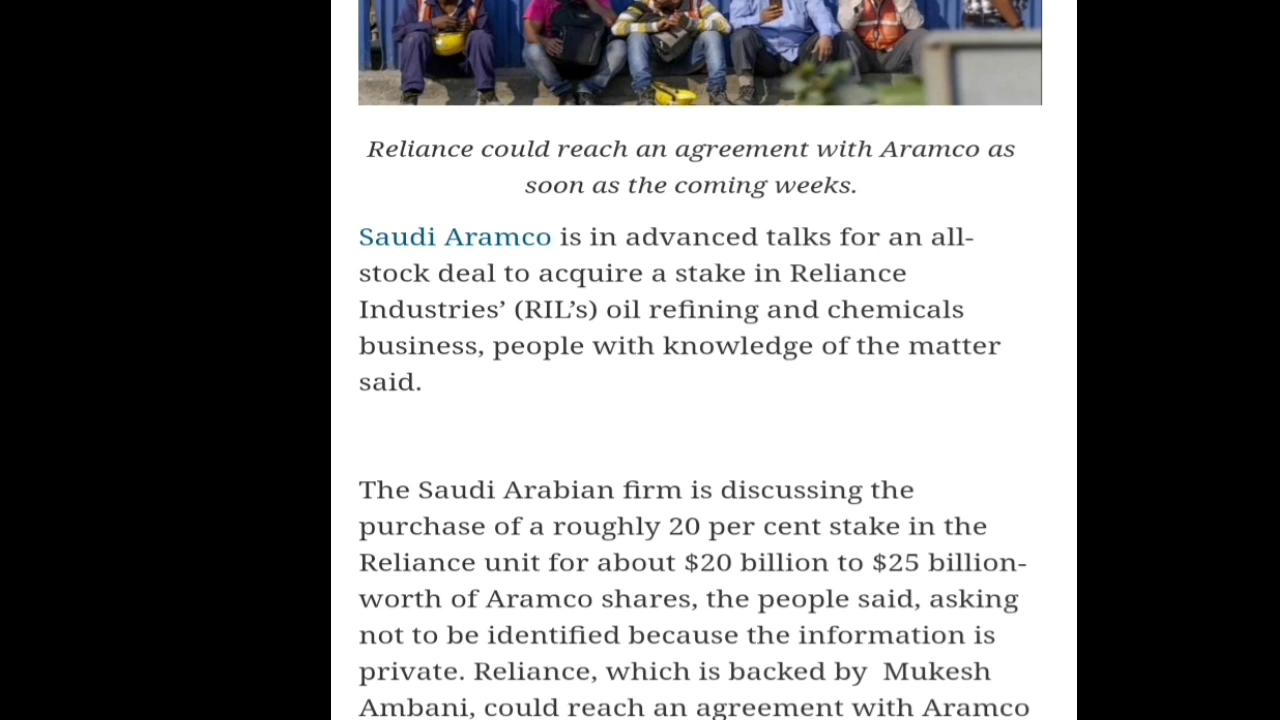 Reliance could reach an agreement with Aramco as
soon as the coming weeks.
Saudi Aramco is in advanced talks for an all-
stock deal to acquire a stake in Reliance
Industries’ (RIL’s) oil refining and chemicals
business, people with knowledge of the matter
said.
The Saudi Arabian firm is discussing the
purchase of a roughly 20 per cent stake in the
Reliance unit for about $20 billion to $25 billion-
worth of Aramco shares, the people said, asking
not to be identified because the information is
private. Reliance, which is backed by  Mukesh
Ambani, could reach an agreement with Aramco